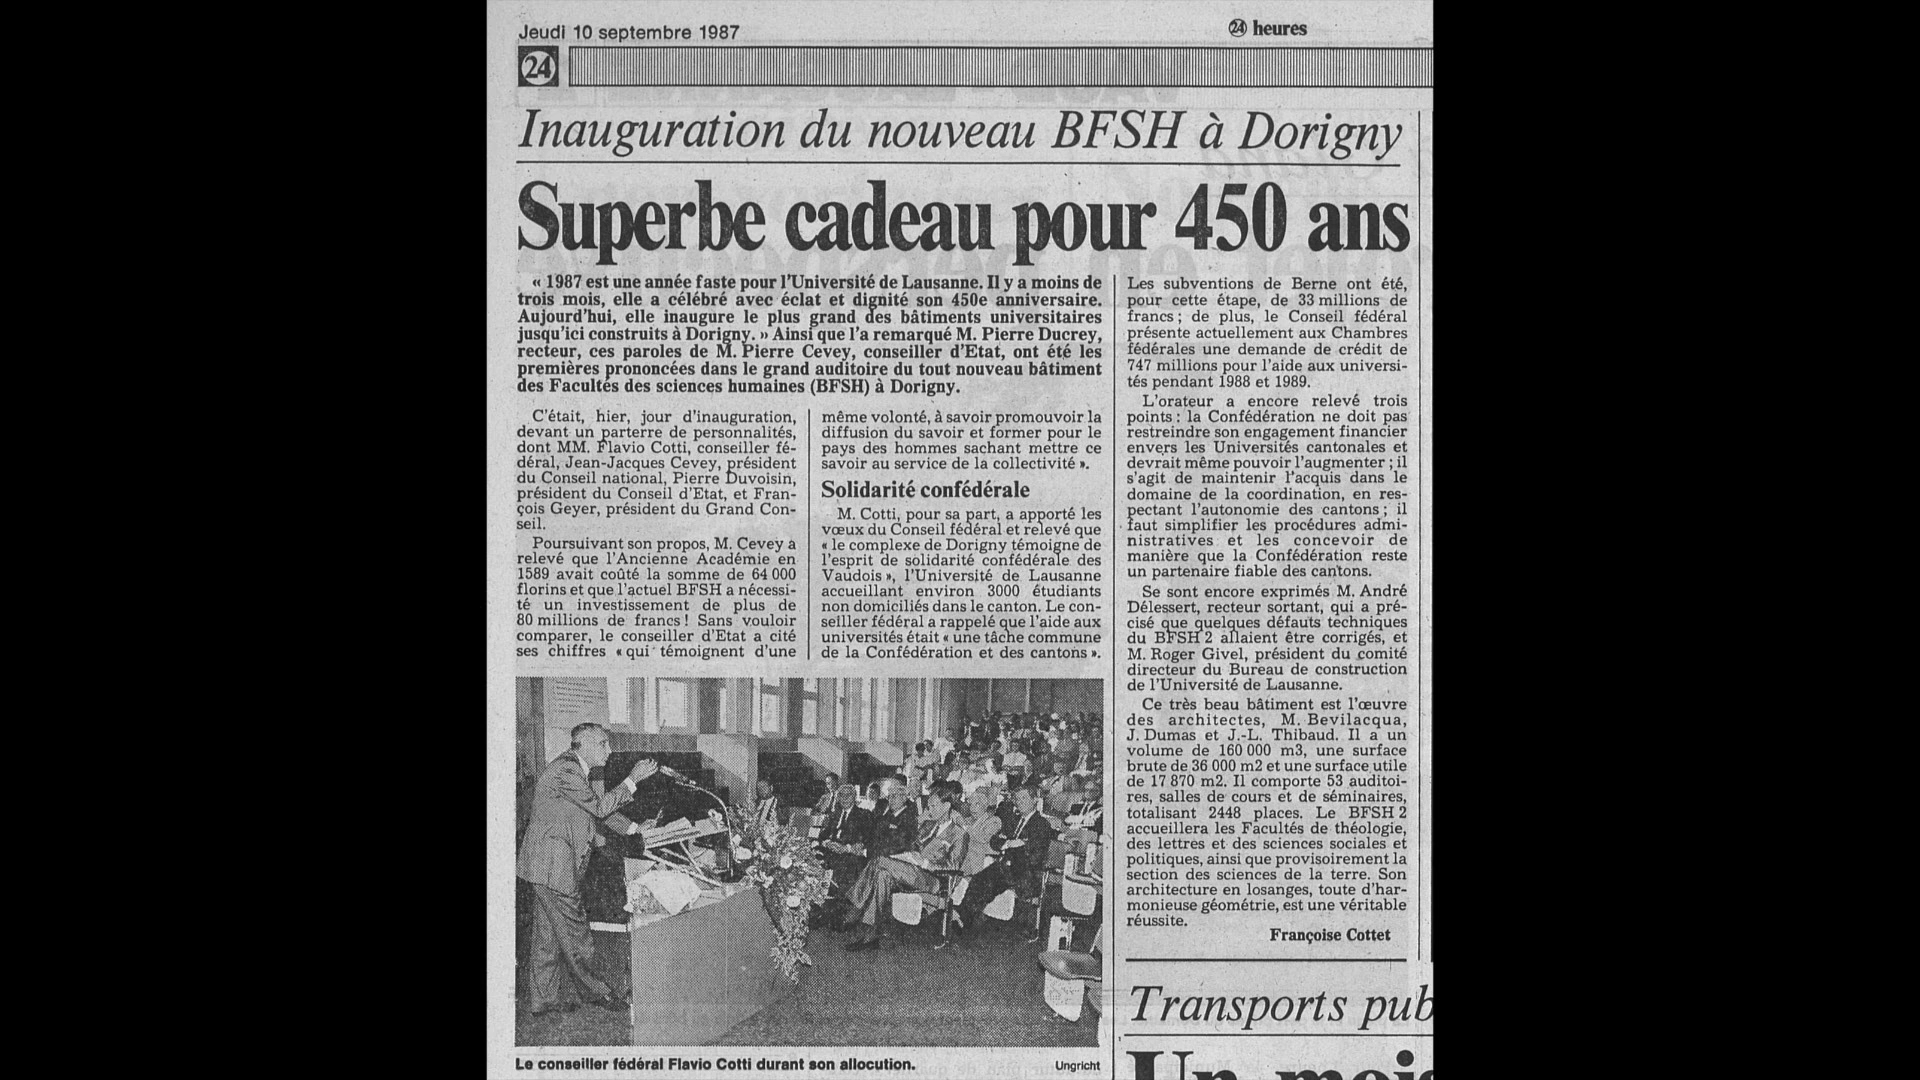 Jeudi 10 septembre 1987
24 heures
24
Inauguration du nouveau BFSH à Dorigny
Superbe cadeau pour 450 ans
« 1987 est une année faste pour l'Université de Lausanne. Il y a moins de
trois mois, elle a célébré avec éclat et dignité son 450e anniversaire.
Aujourd'hui, elle inaugure le plus grand des bâtiments universitaires
jusqu'ici construits à Dorigny. » Ainsi que l'a remarqué M. Pierre Ducrey,
recteur, ces paroles de M. Pierre Cevey, conseiller d'Etat, ont été les
premières prononcées dans le grand auditoire du tout nouveau bâtiment
des Facultés des sciences humaines (BFSH) à Dorigny.
C'était, hier, jour d'inauguration,
devant un parterre de personnalités,
dont MM. Flavio Cotti, conseiller fé-
déral, Jean-Jacques Cevey, président
du Conseil national, Pierre Duvoisin,
président du Conseil d'Etat, et Fran-
çois Geyer, président du Grand Con-
seil.
Poursuivant son propos, M. Cevey a
relevé que l'Ancienne Académie en
1589 avait coûté la somme de 64 000
florins et que l'actuel BFSH a nécessi-
té un investissement de plus de
80 millions de francs ! Sans vouloir
comparer, le conseiller d'Etat a cité
ses chiffres « qui témoignent d'une
même volonté, à savoir promouvoir la
diffusion du savoir et former pour le
pays des hommes sachant mettre ce
savoir au service de la collectivité ».
Solidarité confédérale
M. Cotti, pour sa part, a apporté les
vœux du Conseil fédéral et relevé que
« le complexe de Dorigny témoigne de
l'esprit de solidarité confédérale des
Vaudois », l'Université de Lausanne
accueillant environ 3000 étudiants
non domiciliés dans le canton. Le con-
seiller fédéral a rappelé que l'aide aux
universités était « une tâche commune
de la Confédération et des cantons ».
Les subventions de Berne ont été,
pour cette étape, de 33 millions de
francs ; de plus, le Conseil fédéral
présente actuellement aux Chambres
fédérales une demande de crédit de
747 millions pour l'aide aux universi-
tés pendant 1988 et 1989.
L'orateur a encore relevé trois
points : la Confédération ne doit pas
restreindre son engagement financier
envers les Universités cantonales et
devrait même pouvoir l'augmenter ; il
s'agit de maintenir l'acquis dans le
domaine de la coordination, en res-
pectant l'autonomie des cantons ; il
faut simplifier les procédures admi-
nistratives et les concevoir de
manière que la Confédération reste
un partenaire fiable des cantons.
Se sont encore exprimés M. André
Délessert, recteur sortant, qui a pré-
cisé que quelques défauts techniques
du BFSH 2 allaient être corrigés, et
M. Roger Givel, président du comité
directeur du Bureau de construction
de l'Université de Lausanne.
Ce très beau bâtiment est l'œuvre
des architectes, M. Bevilacqua,
J. Dumas et J.-L. Thibaud. Il a un
volume de 160 000 m3, une surface
brute de 36 000 m2 et une surface utile
de 17 870 m2. Il comporte 53 auditoi-
res, salles de cours et de séminaires,
totalisant 2448 places. Le BFSH 2
accueillera les Facultés de théologie,
des lettres et des sciences sociales et
politiques, ainsi que provisoirement la
section des sciences de la terre. Son
architecture en losanges, toute d'har-
monieuse géométrie, est une véritable
réussite.
Françoise Cottet
Le conseiller fédéral Flavio Cotti durant son allocution.
Ungricht
Transports pub
Un mois